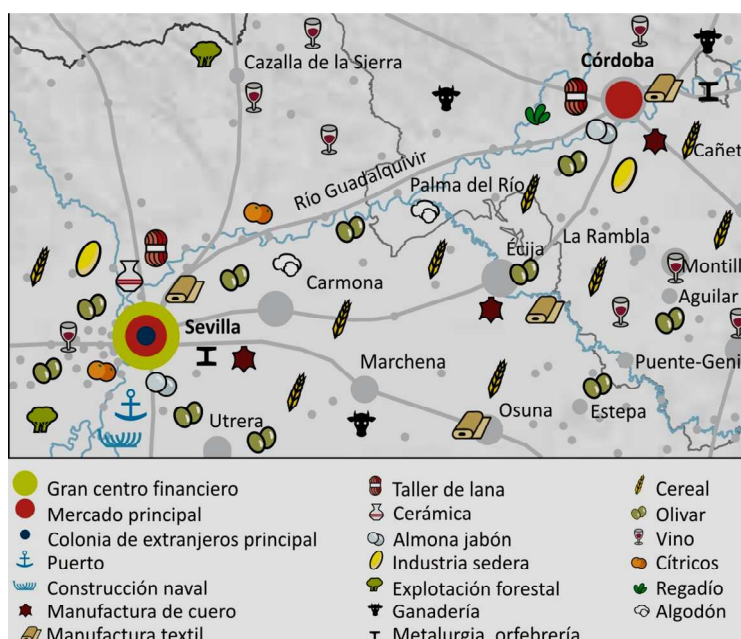 Cazalla de la Sierra
Córdoba
Cañet
Río Guadalquivir
Palma del Río
Écija
La Rambla
Montill
Aguilar
Carmona
Sevilla
Marchena
Puente-Geni
Utrera
Osuna
Estepa
Gran centro financiero
Mercado principal
Colonia de extranjeros principal
Puerto
Construcción naval
Manufactura de cuero
Manufactura textil
Taller de lana
Cerámica
Almona jabón
Industria sedera
Explotación forestal
Ganadería
Metalurgia, orfebrería
Cereal
Olivar
Vino
Cítricos
Regadío
Algodón